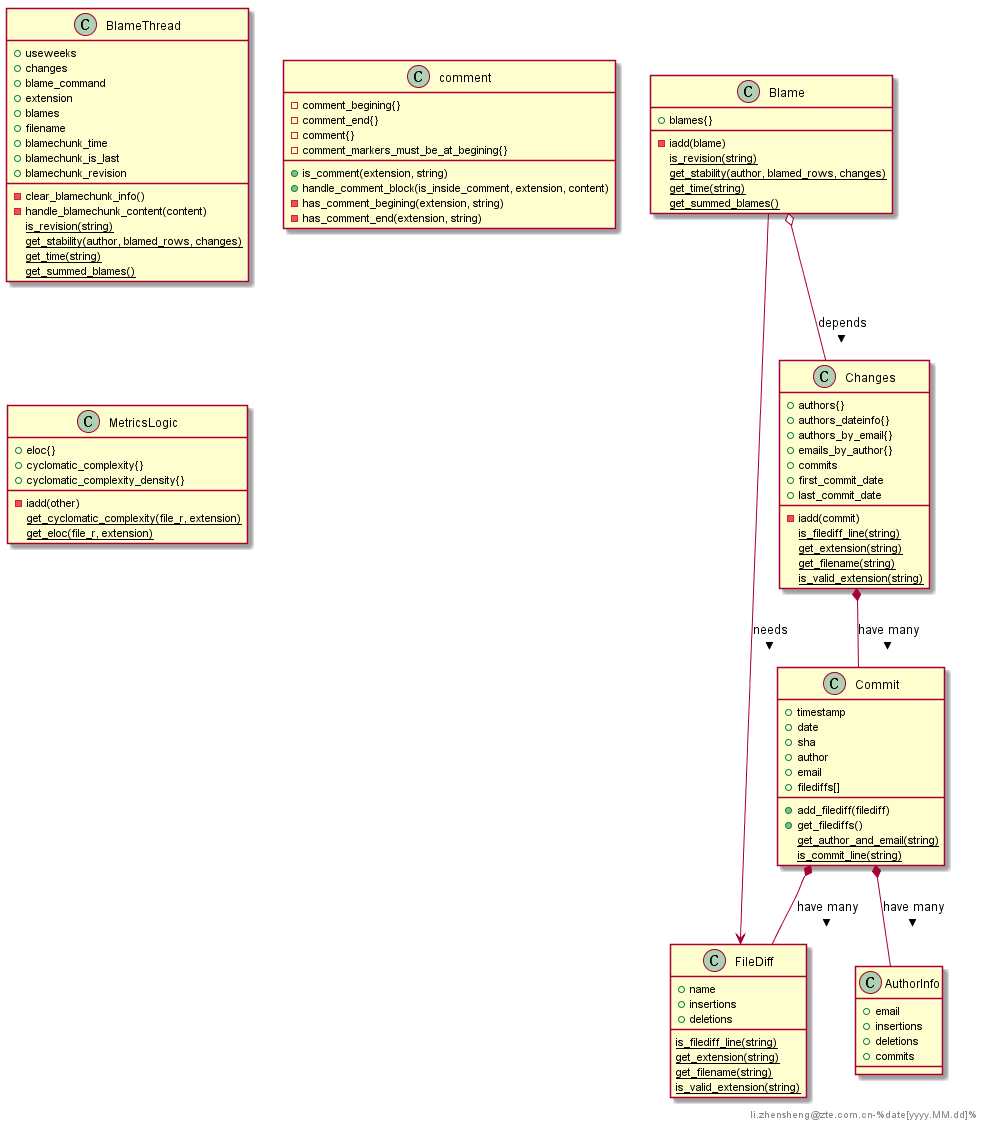 C BlameThread
useweeks
changes
blame_command
extension
blames
filename
blamechunk_time
blamechunk_is_last
blamechunk_revision
clear_blamechunk_info()
handle_blamechunk_content(content)
is_revision(string)
get_stability(author, blamed_rows, changes)
get_time(string)
get_summed_blames()
C comment
comment_begining{}
comment_end{}
comment{}
comment_markers_must_be_at_begining{}
is_comment(extension, string)
handle_comment_block(is_inside_comment, extension, content)
has_comment_begining(extension, string)
has_comment_end(extension, string)
C Blame
blames{}
iadd(blame)
is_revision(string)
get_stability(author, blamed_rows, changes)
get_time(string)
get_summed_blames()
depends
C MetricsLogic
eloc{}
cyclomatic_complexity{}
cyclomatic_complexity_density{}
iadd(other)
get_cyclomatic_complexity(file_r, extension)
get_eloc(file_r, extension)
C Changes
authors{}
authors_dateinfo{}
authors_by_email{}
emails_by_author{}
commits
first_commit_date
last_commit_date
iadd(commit)
is_filediff_line(string)
get_extension(string)
get_filename(string)
is_valid_extension(string)
needs
have many
C Commit
timestamp
date
sha
author
email
filediffs[]
add_filediff(filediff)
get_filediffs()
get_author_and_email(string)
is_commit_line(string)
have many
have many
C FileDiff
name
insertions
deletions
is_filediff_line(string)
get_extension(string)
get_filename(string)
is_valid_extension(string)
C AuthorInfo
email
insertions
deletions
commits
li.zhensheng@zte.com.cn-%date[yyyy.MM.dd]%